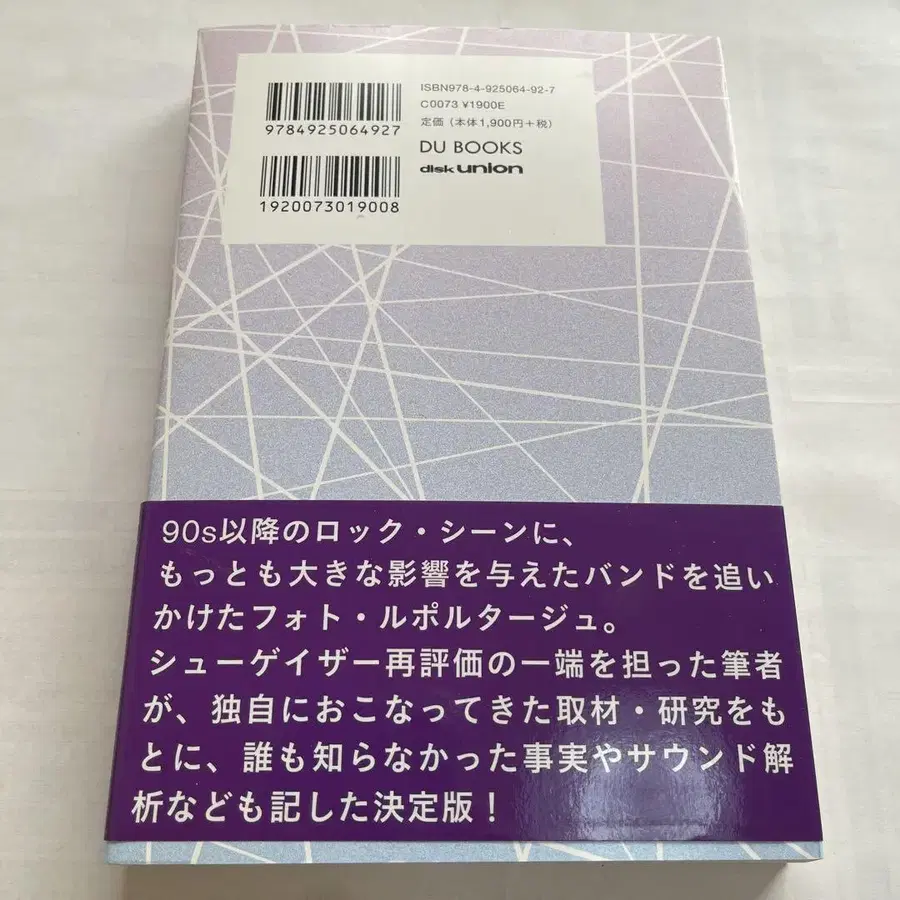 9784925064927
1920073019008
ISBN978-4-925064-92-7
C0073 ¥1900E
定価（本体1,900円＋税）
DU BOOKS
disk union
90s以降のロック・シーンに、
もっとも大きな影響を与えたバンドを追い
かけたフォト・ルポルタージュ。
シューゲイザー再評価の一端を担った筆者
が、独自におこなってきた取材・研究をも
とに、誰も知らなかった事実やサウンド解
析なども記した決定版！